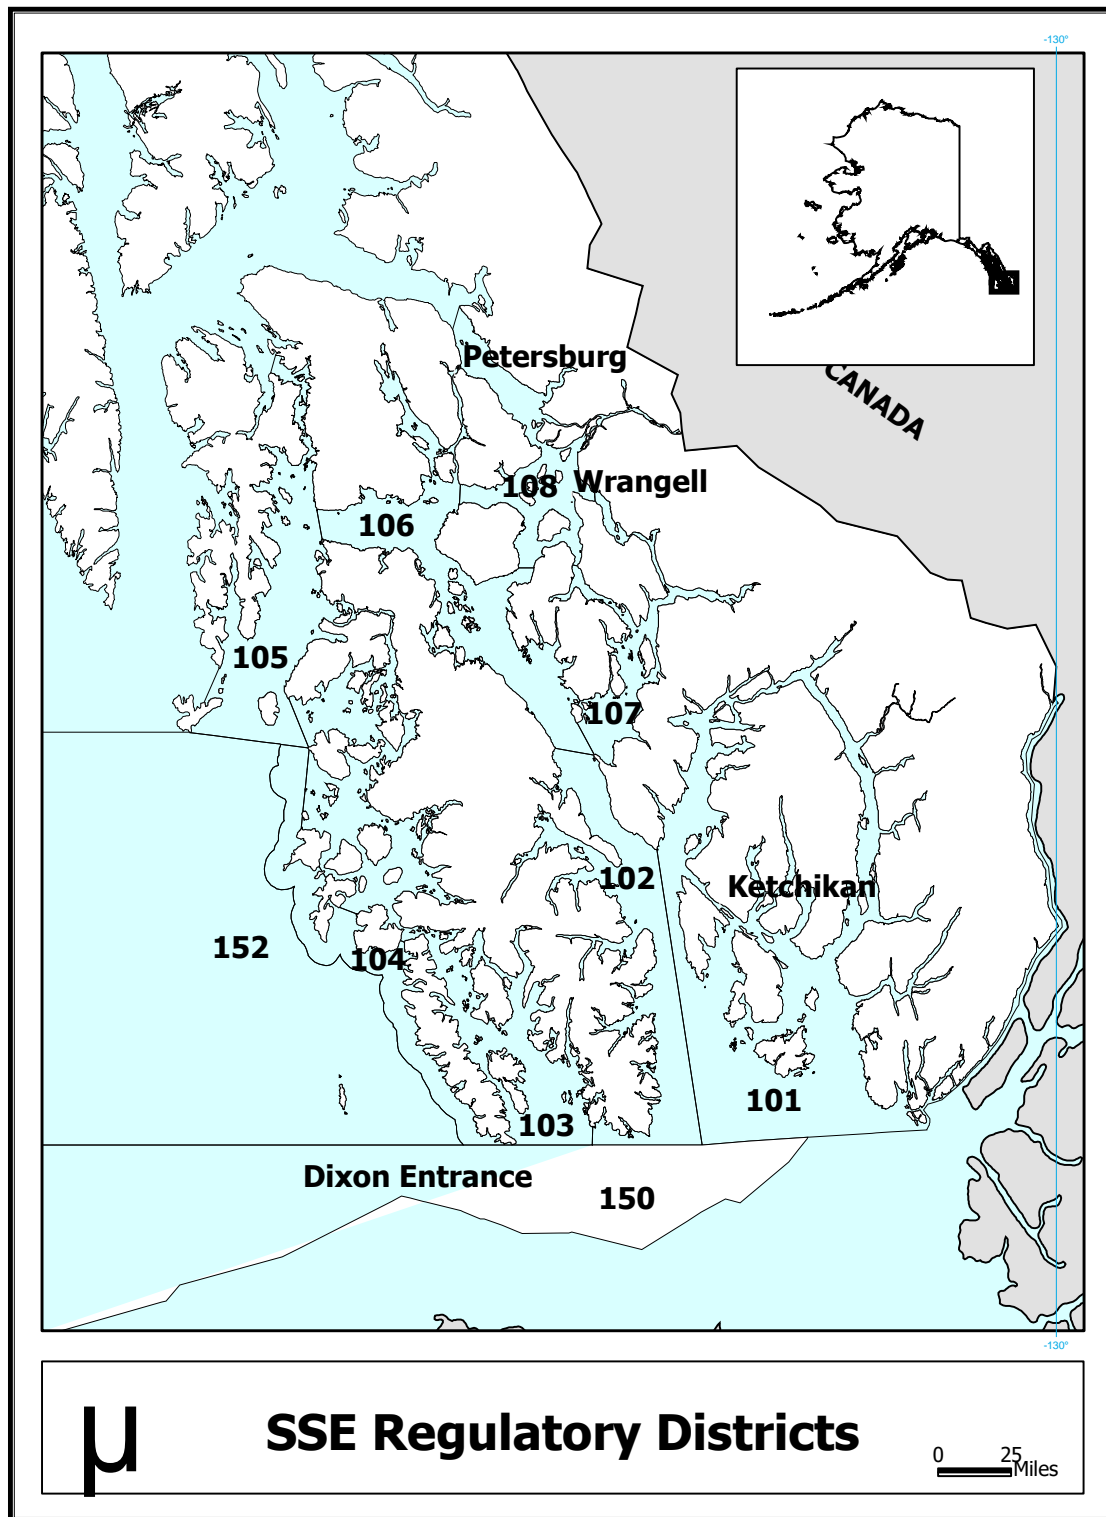 -130°
CANADA
Petersburg
Wrangell
108
106
105
107
102
Ketchikan
152
104
101
103
Dixon Entrance
150
-130°
µ
SSE Regulatory Districts
0 25
Miles